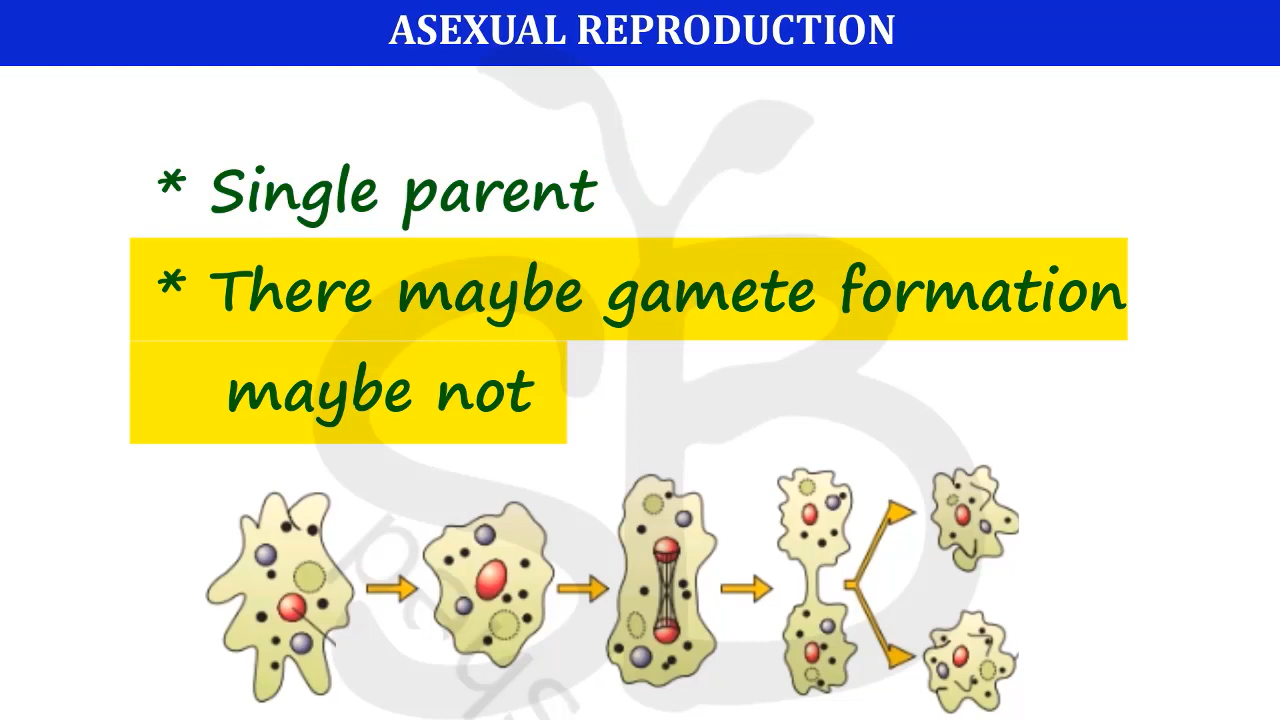 ASEXUAL REPRODUCTION
* Single parent
* There maybe gamete formation
maybe not